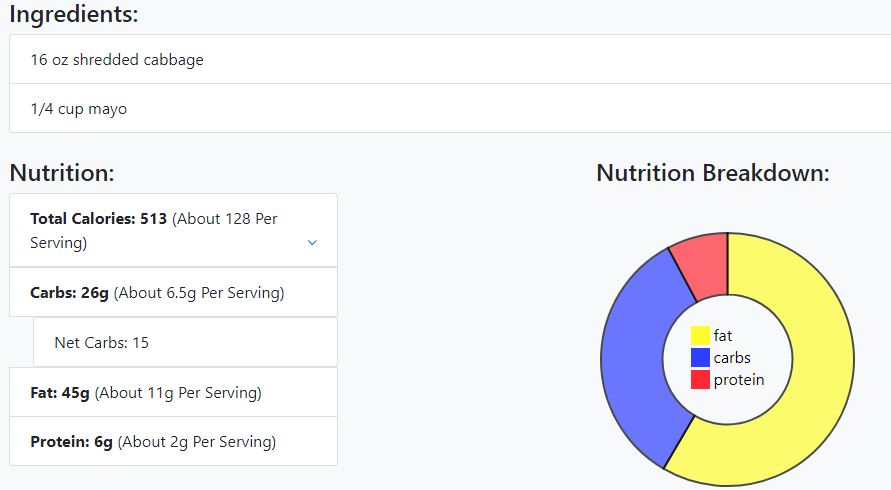 Ingredients:
16 oz shredded cabbage
1/4 cup mayo
Nutrition:
Total Calories: 513 (About 128 Per
Serving)
Carbs: 26g (About 6.5g Per Serving)
Net Carbs: 15
Fat: 45g (About 11g Per Serving)
Protein: 6g (About 2g Per Serving)
Nutrition Breakdown:
fat
carbs
protein